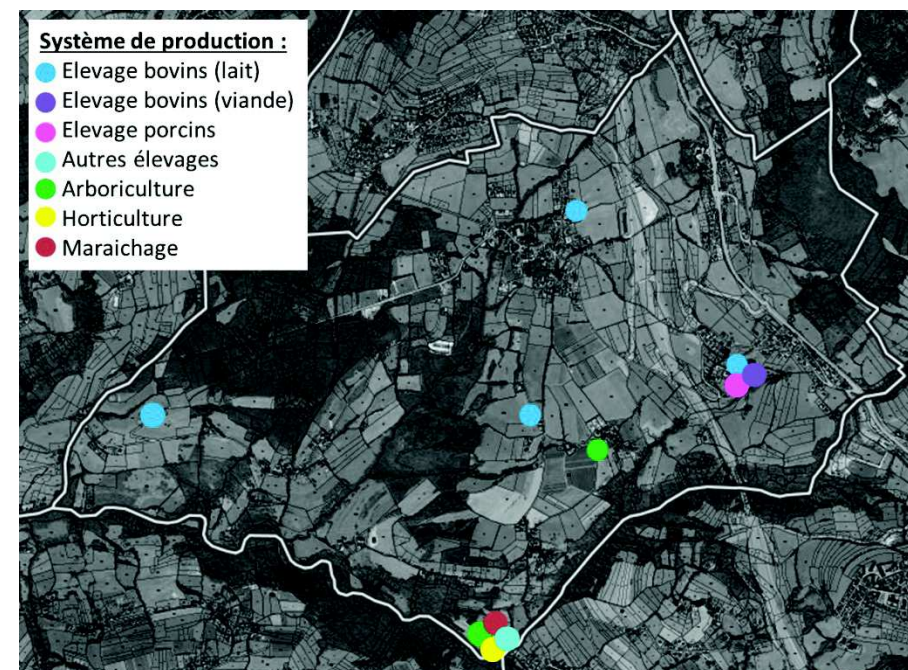 Système de production :
Elevage bovins (lait)
Elevage bovins (viande)
Elevage porcins
Autres élevages
Arboriculture
Horticulture
Maraichage